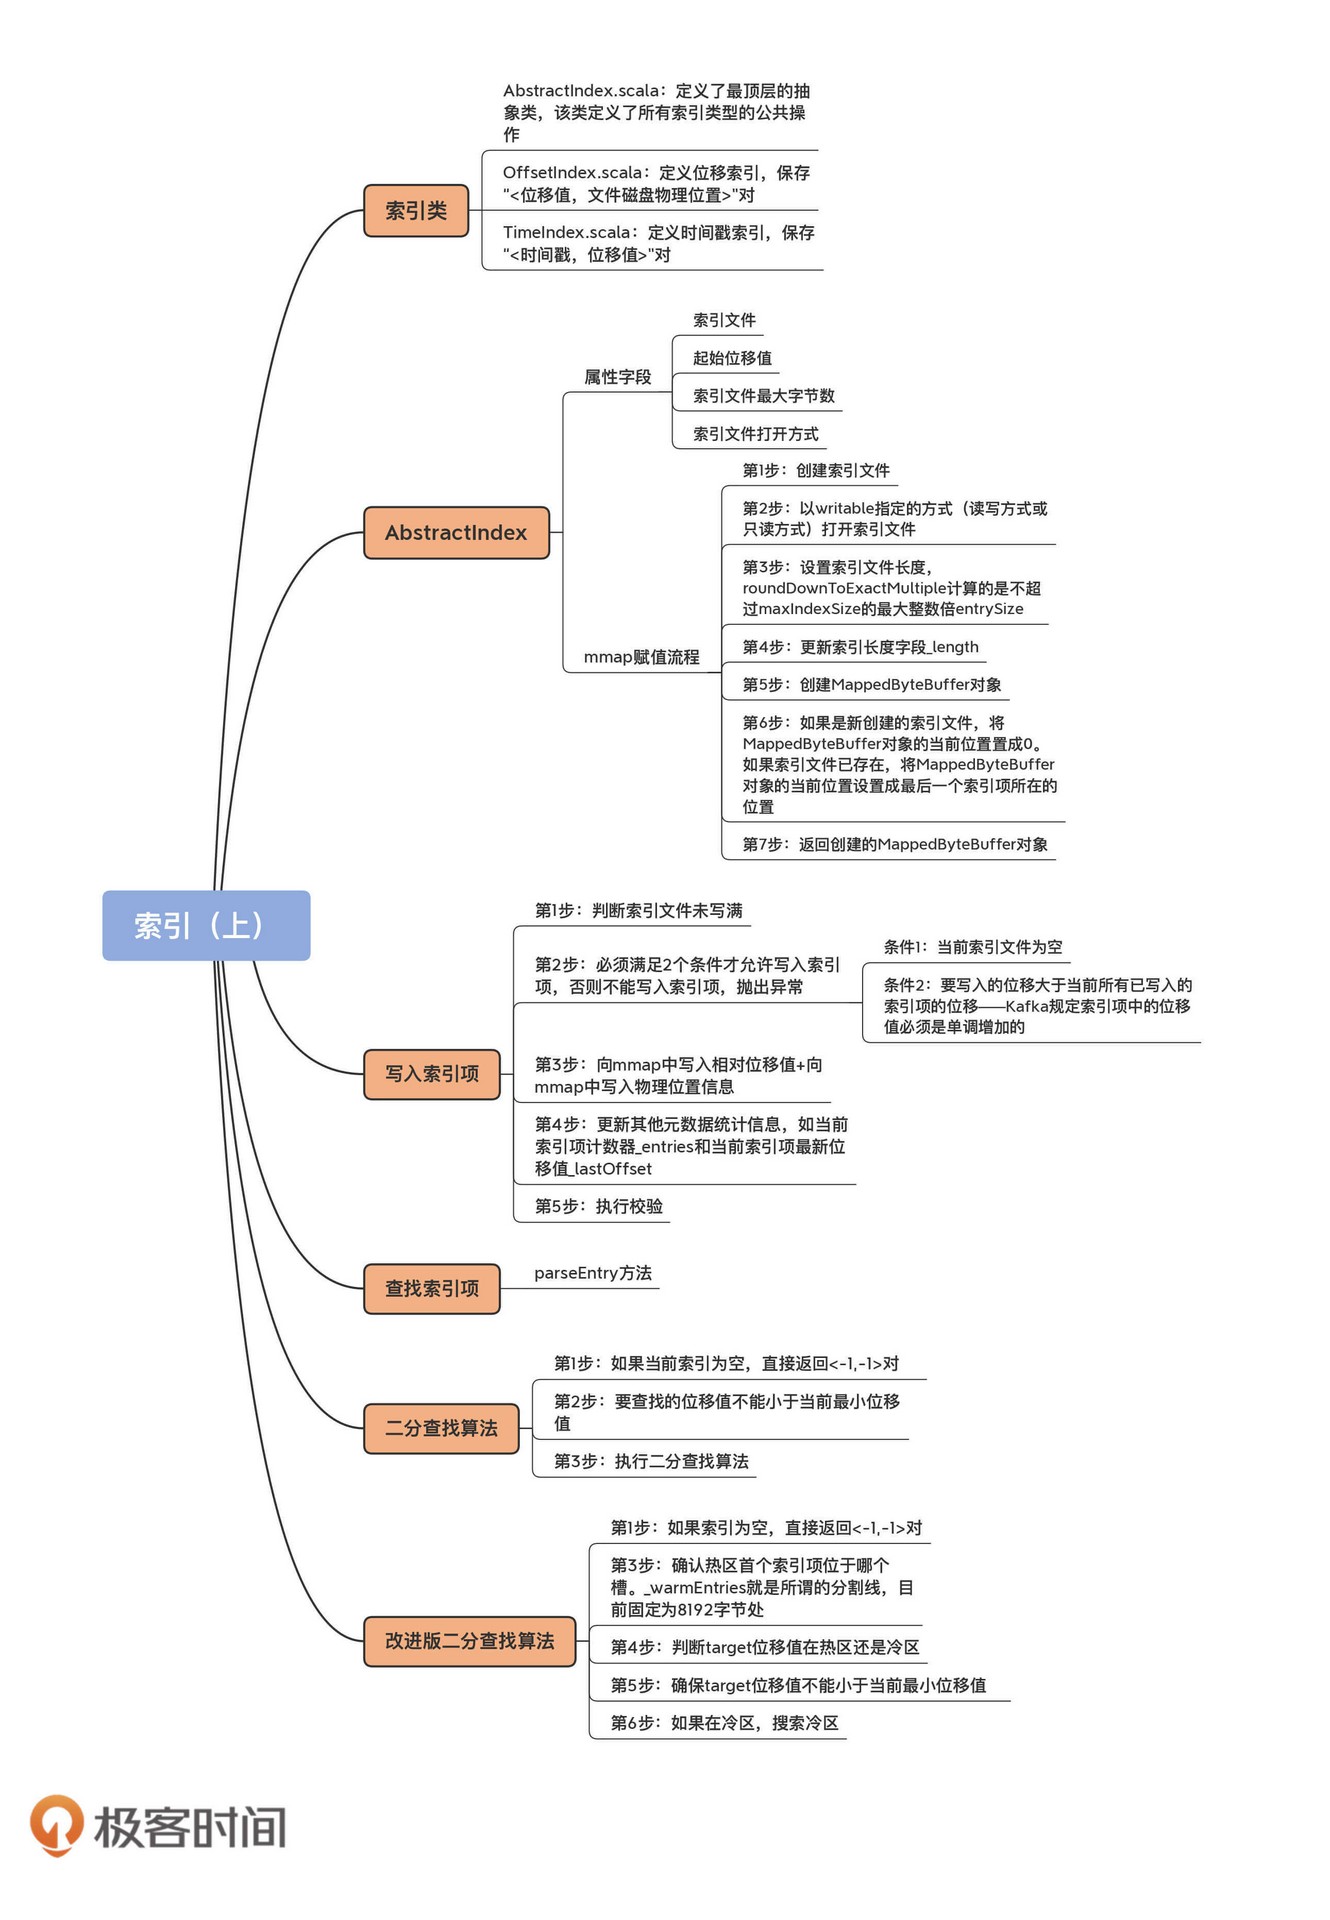 AbstractIndex.scala：定义了最顶层的抽
象类，该类定义了所有索引类型的公共操
作
OffsetIndex.scala：定义位移索引，保存
"<位移值，文件磁盘物理位置>"对
索引类
TimeIndex.scala：定义时间戳索引，保存
"<时间戳，位移值>"对
索引文件
起始位移值
属性字段
索引文件最大字节数
索引文件打开方式
第1步：创建索引文件
第2步：以writable指定的方式（读写方式或
只读方式）打开索引文件
AbstractIndex
第3步：设置索引文件长度，
roundDownToExactMultiple计算的是不超
过maxIndexSize的最大整数倍entrySize
第4步：更新索引长度字段_length
mmap赋值流程
第5步：创建MappedByteBuffer对象
第6步：如果是新创建的索引文件，将
MappedByteBuffer对象的当前位置置成0。
如果索引文件已存在，将MappedByteBuffer
对象的当前位置设置成最后一个索引项所在的
位置
第7步：返回创建的MappedByteBuffer对象
索引（上）
第1步：判断索引文件未写满
第2步：必须满足2个条件才允许写入索引
项，否则不能写入索引项，抛出异常
条件1：当前索引文件为空
条件2：要写入的位移大于当前所有已写入的
索引项的位移——Kafka规定索引项中的位移
值必须是单调增加的
写入索引项
第3步：向mmap中写入相对位移值+向
mmap中写入物理位置信息
第4步：更新其他元数据统计信息，如当前
索引项计数器_entries和当前索引项最新位
移值_lastOffset
第5步：执行校验
查找索引项
parseEntry方法
第1步：如果当前索引为空，直接返回<-1,-1>对
第2步：要查找的位移值不能小于当前最小位移
值
二分查找算法
第3步：执行二分查找算法
第1步：如果索引为空，直接返回<-1,-1>对
第3步：确认热区首个索引项位于哪个
槽。_warmEntries就是所谓的分割线，目
前固定为8192字节处
改进版二分查找算法
第4步：判断target位移值在热区还是冷区
第5步：确保target位移值不能小于当前最小位移值
第6步：如果在冷区，搜索冷区
极客时间